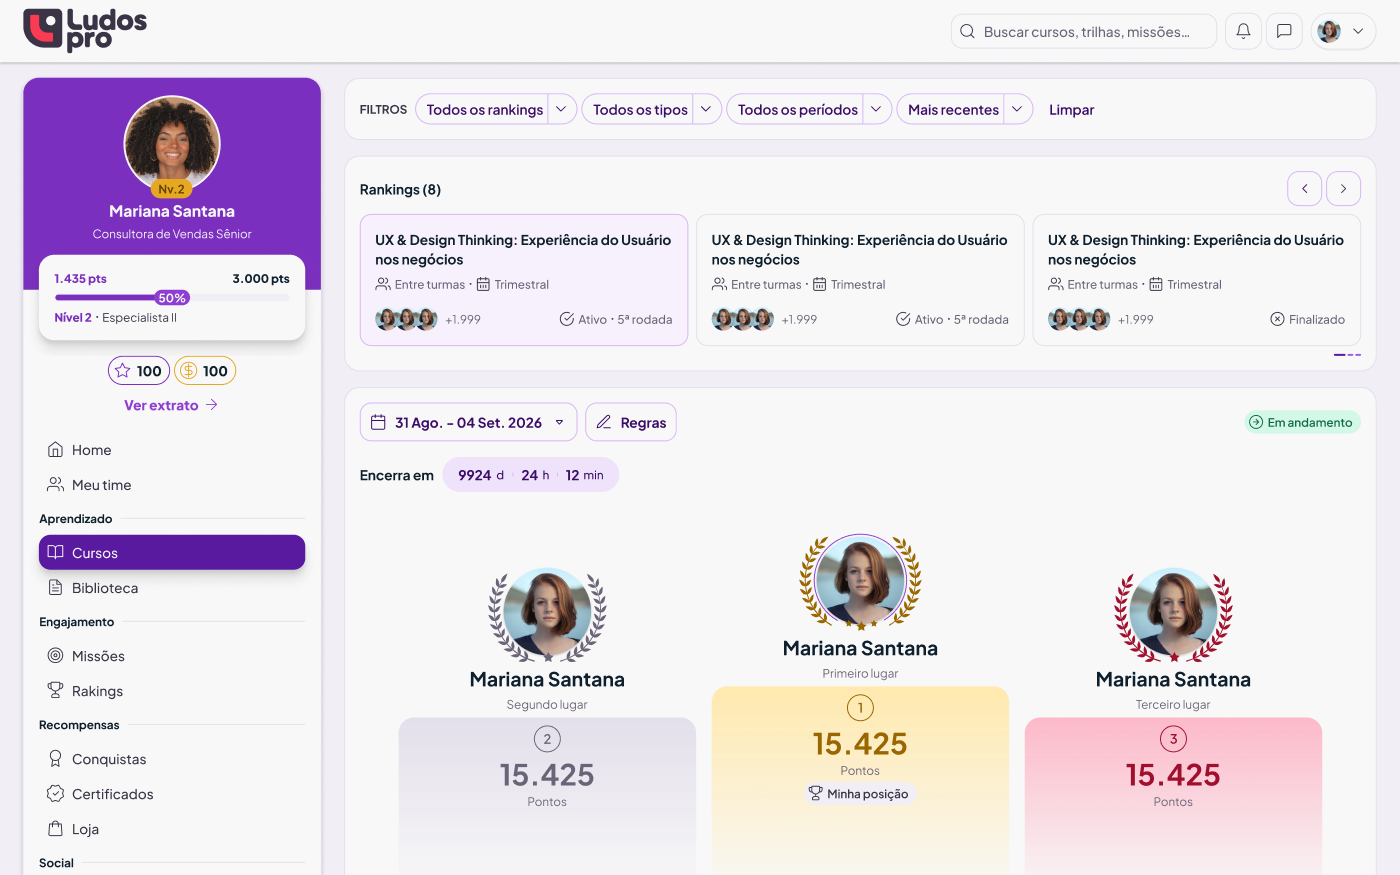 Ludos
pro
Buscar cursos, trilhas, missões...
Nv.2
Mariana Santana
Consultora de Vendas Sênior
1.435 pts
3.000 pts
50%
Nível 2 · Especialista II
100
100
Ver extrato
Home
Meu time
Aprendizado
Cursos
Biblioteca
Engajamento
Missões
Rakings
Recompensas
Conquistas
Certificados
Loja
Social
FILTROS
Todos os rankings
Todos os tipos
Todos os períodos
Mais recentes
Limpar
Rankings (8)
UX & Design Thinking: Experiência do Usuário
nos negócios
Entre turmas · Trimestral
+1.999
Ativo · 5ª rodada
UX & Design Thinking: Experiência do Usuário
nos negócios
Entre turmas · Trimestral
+1.999
Ativo · 5ª rodada
UX & Design Thinking: Experiência do Usuário
nos negócios
Entre turmas · Trimestral
+1.999
Finalizado
31 Ago. - 04 Set. 2026
Regras
Em andamento
Encerra em
9924 d · 24 h · 12 min
Mariana Santana
Segundo lugar
2
15.425
Pontos
Mariana Santana
Primeiro lugar
1
15.425
Pontos
Minha posição
Mariana Santana
Terceiro lugar
3
15.425
Pontos